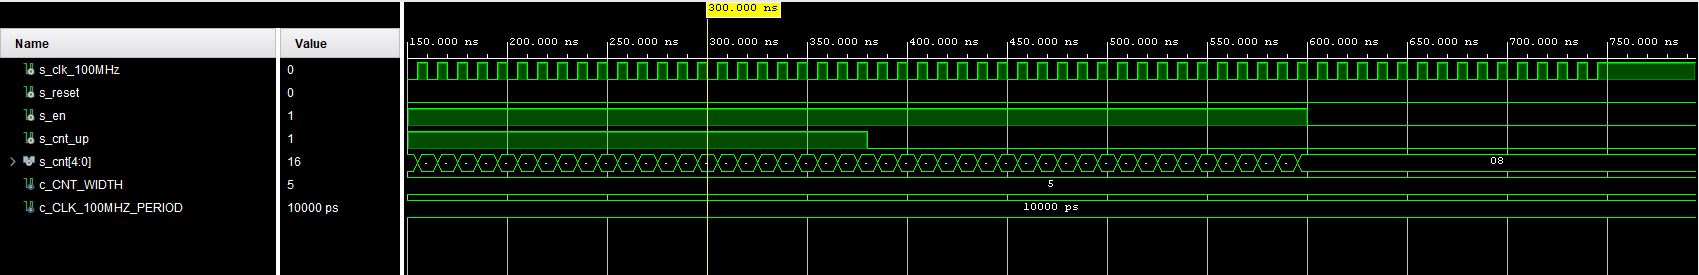 300.000 ns
Name Value
150.000 ns 200.000 ns 250.000 ns 300.000 ns 350.000 ns 400.000 ns 450.000 ns 500.000 ns 550.000 ns 600.000 ns 650.000 ns 700.000 ns 750.000 ns
s_clk_100MHz 0
s_reset 0
s_en 1
s_cnt_up 1
s_cnt[4:0] 16 08
c_CNT_WIDTH 5 5
c_CLK_100MHZ_PERIOD 10000 ps 10000 ps